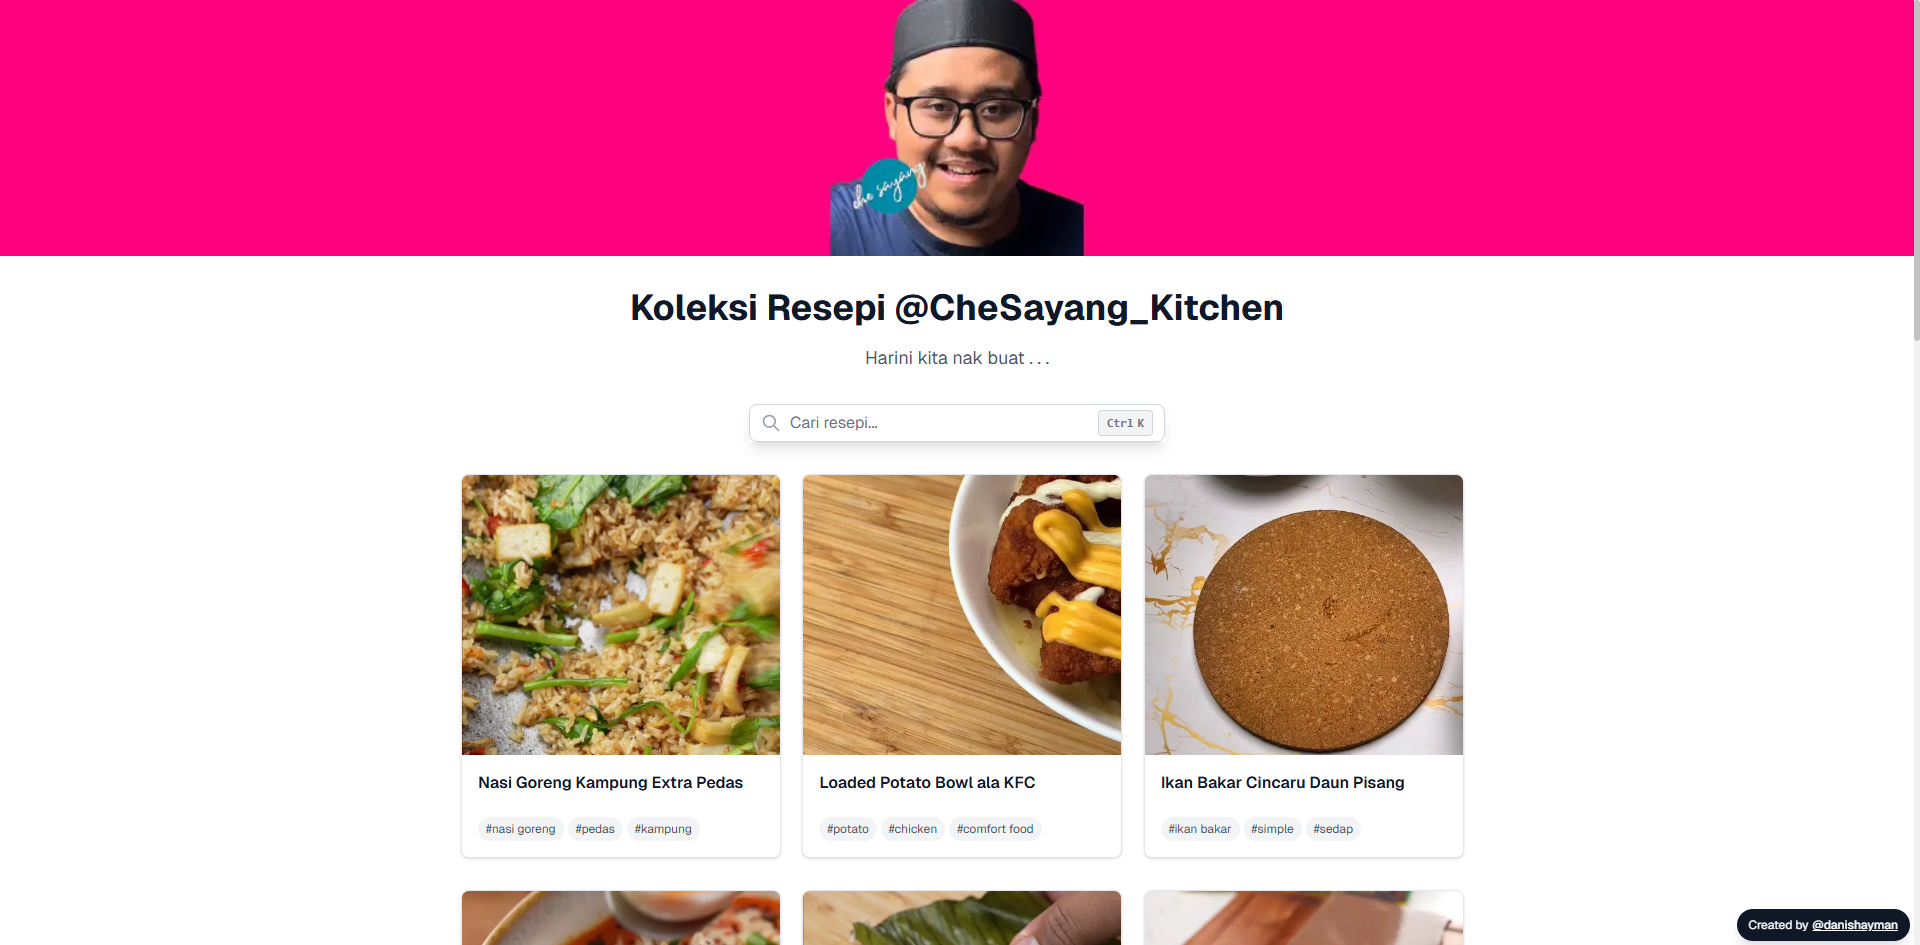 che sayang
Koleksi Resepi @CheSayang_Kitchen
Harini kita nak buat . . .
Cari resepi...
Ctrl K
Nasi Goreng Kampung Extra Pedas
#nasi goreng #pedas #kampung
Loaded Potato Bowl ala KFC
#potato #chicken #comfort food
Ikan Bakar Cincaru Daun Pisang
#ikan bakar #simple #sedap
Created by @danishayman